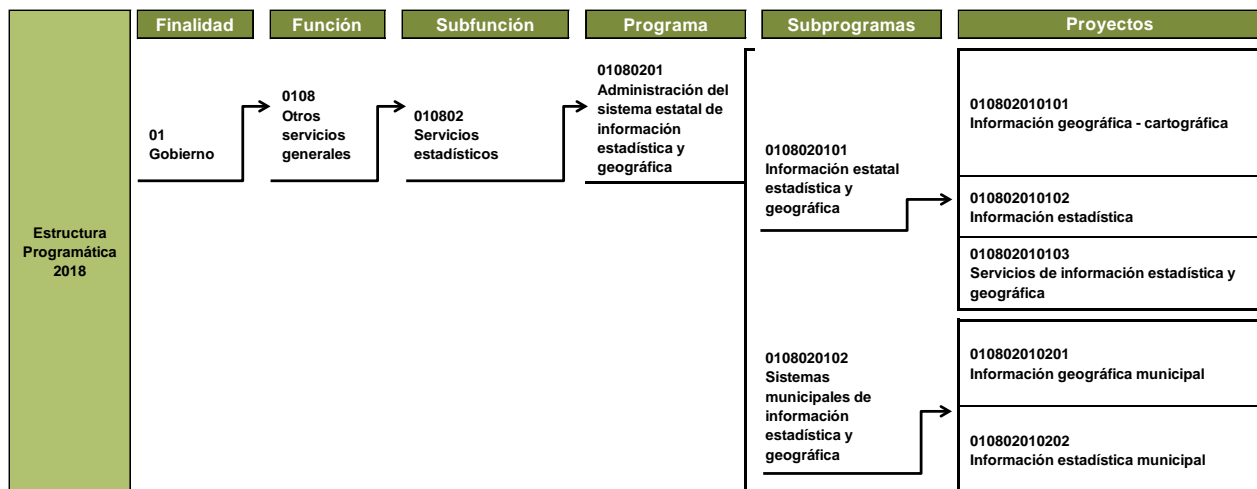 Finalidad
Función
Subfunción
Programa
Subprogramas
Proyectos
Estructura
Programática
2018
01
Gobierno
0108
Otros
servicios
generales
010802
Servicios
estadísticos
01080201
Administración del
sistema estatal de
información
estadística y
geográfica
0108020101
Información estatal
estadística y
geográfica
010802010101
Información geográfica - cartográfica
010802010102
Información estadística
010802010103
Servicios de información estadística y
geográfica
0108020102
Sistemas
municipales de
información
estadística y
geográfica
010802010201
Información geográfica municipal
010802010202
Información estadística municipal